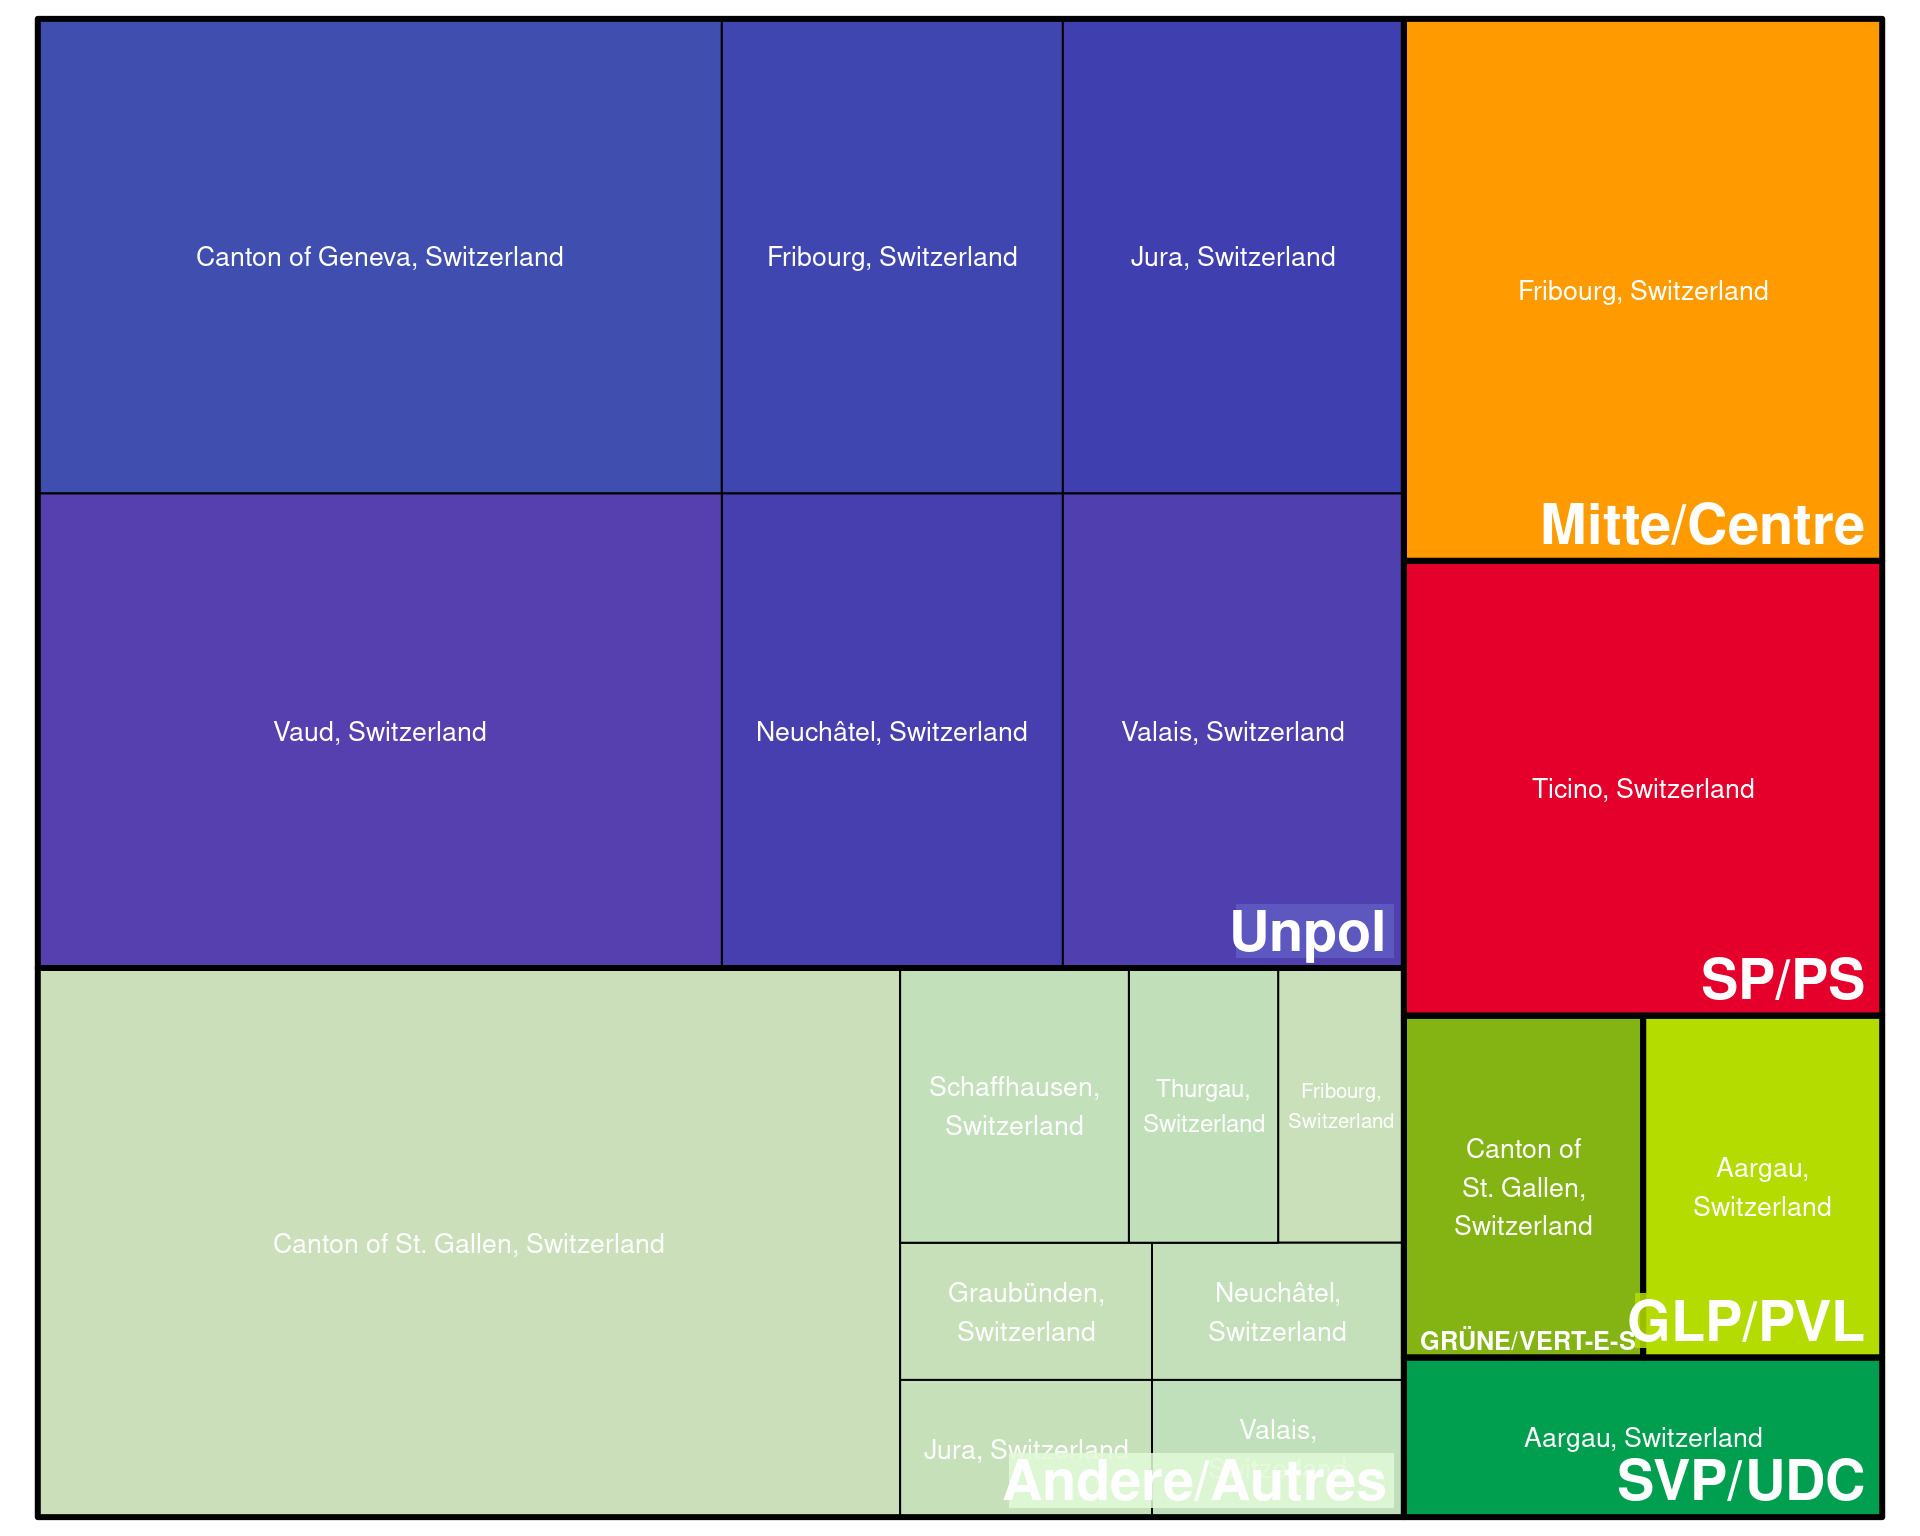 Canton of Geneva, Switzerland
Fribourg, Switzerland
Jura, Switzerland
Vaud, Switzerland
Neuchâtel, Switzerland
Valais, Switzerland
Unpol
Canton of St. Gallen, Switzerland
Schaffhausen,
Switzerland
Thurgau,
Switzerland
Fribourg,
Switzerland
Graubünden,
Switzerland
Neuchâtel,
Switzerland
Jura, Switzerland
Valais,
Andere/Autres
Fribourg, Switzerland
Mitte/Centre
Ticino, Switzerland
SP/PS
Canton of
St. Gallen,
Switzerland
GRÜNE/VERT-E-S
Aargau,
Switzerland
GLP/PVL
Aargau, Switzerland
SVP/UDC